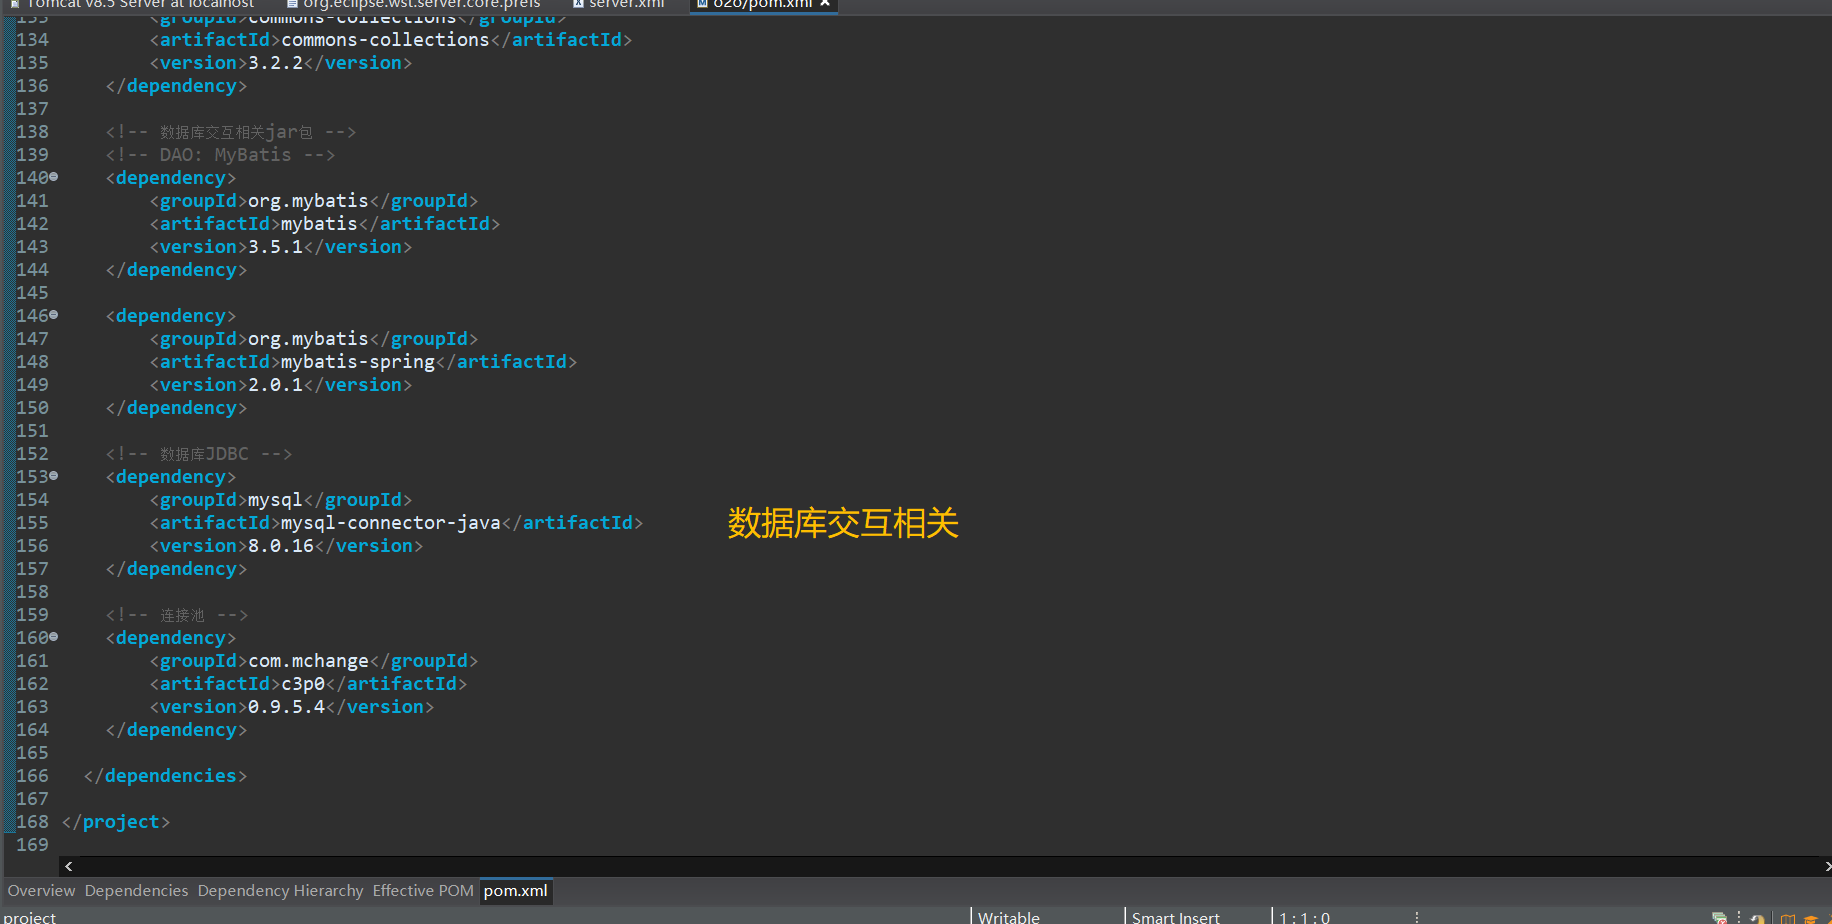 Tomcat v8.5 Server at localhost org.eclipse.wst.server.core.prefs server.xml o2o/pom.xml
133 <groupId>commons-collections</groupId>
134 <artifactId>commons-collections</artifactId>
135 <version>3.2.2</version>
136 </dependency>
137
138 <!-- 数据库交互相关jar包 -->
139 <!-- DAO: MyBatis -->
140 <dependency>
141 <groupId>org.mybatis</groupId>
142 <artifactId>mybatis</artifactId>
143 <version>3.5.1</version>
144 </dependency>
145
146 <dependency>
147 <groupId>org.mybatis</groupId>
148 <artifactId>mybatis-spring</artifactId>
149 <version>2.0.1</version>
150 </dependency>
151
152 <!-- 数据库JDBC -->
153 <dependency>
154 <groupId>mysql</groupId>
155 <artifactId>mysql-connector-java</artifactId> 数据库交互相关
156 <version>8.0.16</version>
157 </dependency>
158
159 <!-- 连接池 -->
160 <dependency>
161 <groupId>com.mchange</groupId>
162 <artifactId>c3p0</artifactId>
163 <version>0.9.5.4</version>
164 </dependency>
165
166 </dependencies>
167
168 </project>
169
Overview Dependencies Dependency Hierarchy Effective POM pom.xml
project Writable Smart Insert 1 : 1 : 0